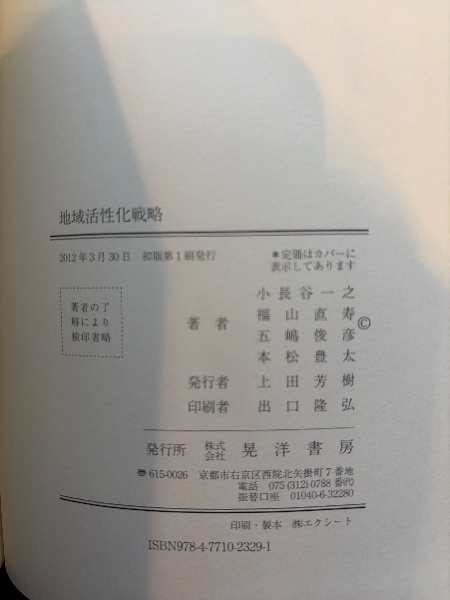 地域活性化戦略
2012年3月30日　初版第1刷発行
＊定価はカバーに
表示してあります
著者の了
解により
検印省略
著者
小長谷一之
福山直寿
五嶋俊彦
本松豊太
©
発行者　上田芳樹
印刷者　出口隆弘
発行所　株式会社　晃洋書房
〠615-0026　京都市右京区西院北矢掛町7番地
電話　075(312)0788番代
振替口座　01040-6-32280
印刷・製本　㈱エクシート
ISBN978-4-7710-2329-1